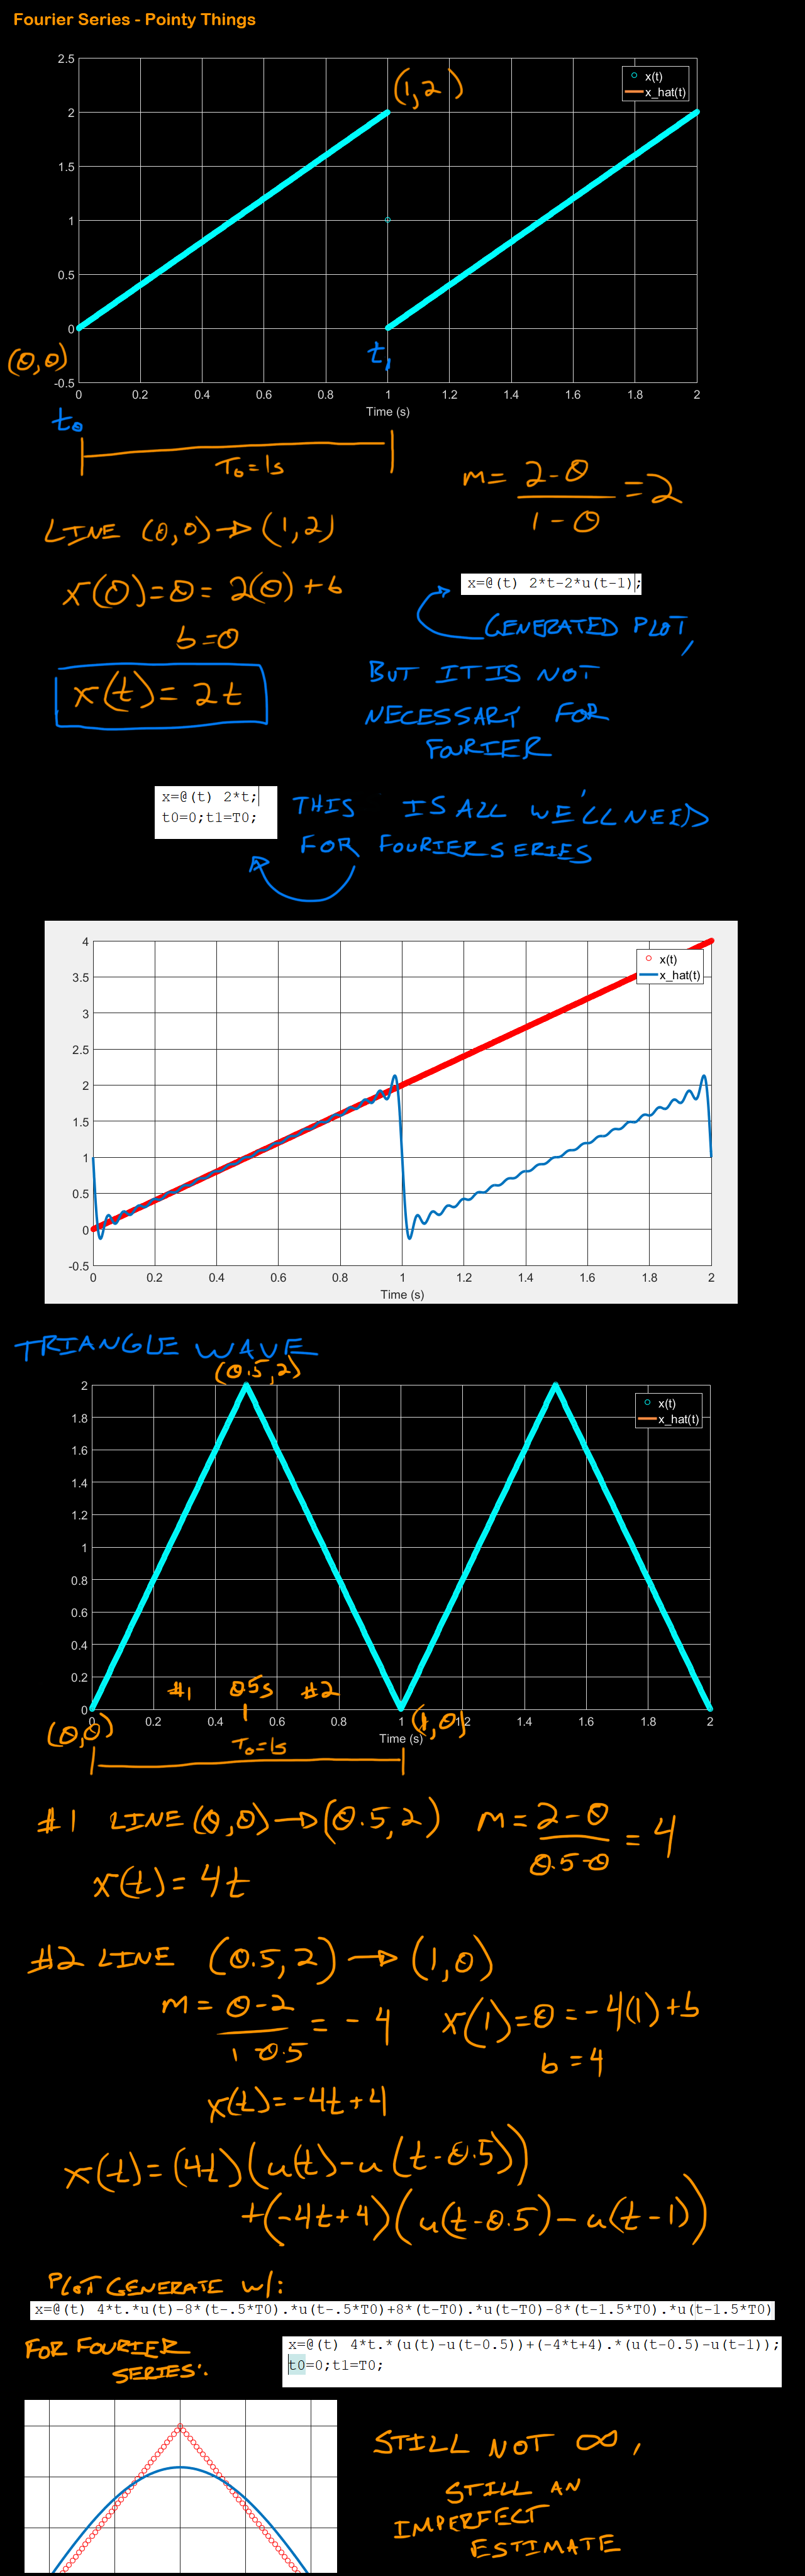 Fourier Series - Pointy Things
2.5
2
1.5
1
0.5
0
-0.5
x(t)
x_hat(t)
(1,2)
(0,0)
t₁
0 0.2 0.4 0.6 0.8 1 1.2 1.4 1.6 1.8 2
Time (s)
t₀
T₀=1s
m= 2-0 / 1-0 =2
LINE (0,0)→(1,2)
x(0)=0= 2(0)+b
b=0
x(t)= 2t
x=@(t) 2*t-2*u(t-1);
GENERATED PLOT,
BUT IT IS NOT
NECESSARY FOR
FOURIER
x=@(t) 2*t;
t0=0;t1=T0;
THIS IS ALL WE'LL NEED
FOR FOURIER SERIES
4
3.5
3
2.5
2
1.5
1
0.5
0
-0.5
x(t)
x_hat(t)
0 0.2 0.4 0.6 0.8 1 1.2 1.4 1.6 1.8 2
Time (s)
TRIANGLE WAVE
(0.5,2)
2
1.8
1.6
1.4
1.2
1
0.8
0.6
0.4
0.2
0
x(t)
x_hat(t)
#1 0.5s #2
(0,0)
(1,0)
0 0.2 0.4 0.6 0.8 1 1.2 1.4 1.6 1.8 2
Time (s)
T₀=1s
#1 LINE (0,0)→(0.5,2) m= 2-0 / 0.5-0 = 4
x(t)= 4t
#2 LINE (0.5,2)→(1,0)
m= 0-2 / 1-0.5 = -4 x(1)=0=-4(1)+b
b=4
x(t)=-4t+4
x(t)=(4t)(u(t)-u(t-0.5))
+(-4t+4)(u(t-0.5)-u(t-1))
PLOT GENERATE w/:
x=@(t) 4*t.*u(t)-8*(t-.5*T0).*u(t-.5*T0)+8*(t-T0).*u(t-T0)-8*(t-1.5*T0).*u(t-1.5*T0)
FOR FOURIER
SERIES:
x=@(t) 4*t.*(u(t)-u(t-0.5))+(-4*t+4).*(u(t-0.5)-u(t-1));
t0=0;t1=T0;
STILL NOT ∞,
STILL AN
IMPERFECT
ESTIMATE